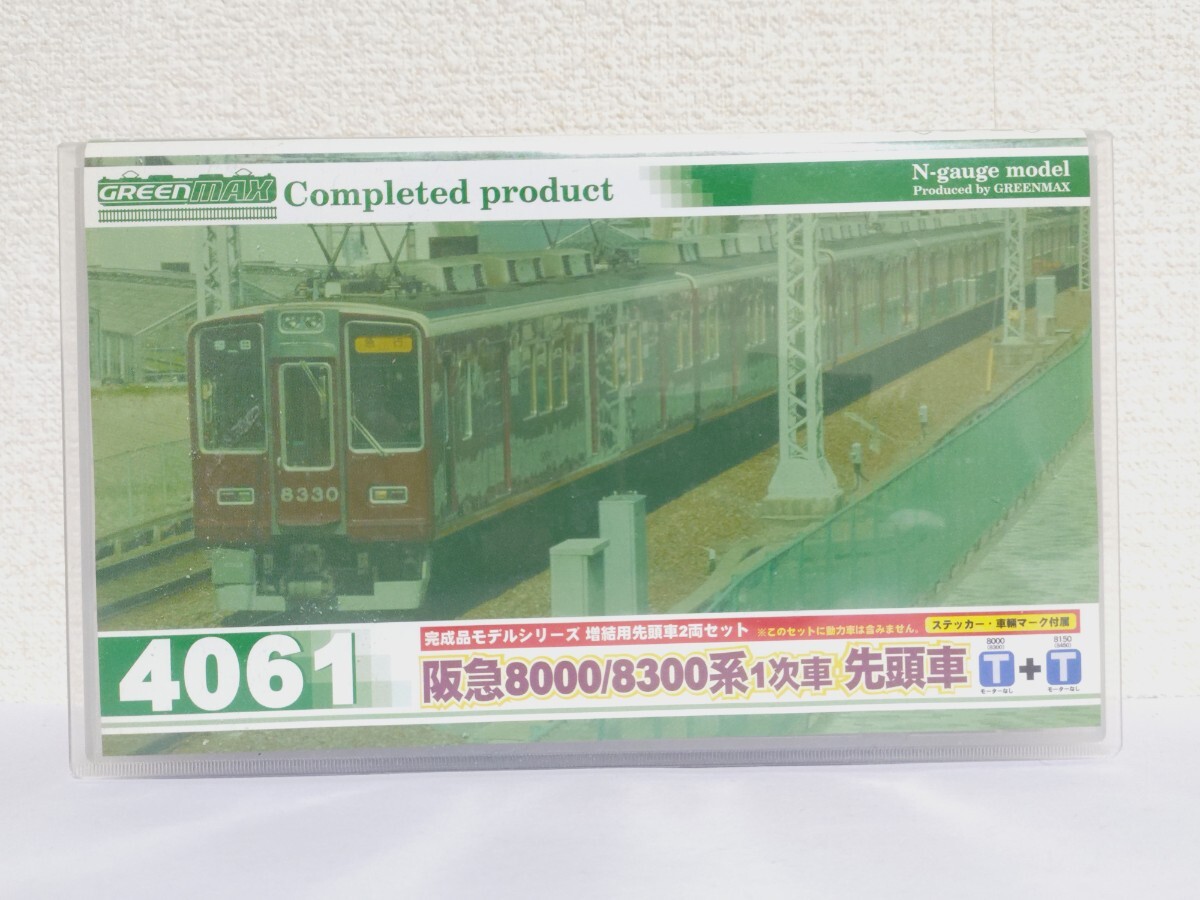 GREENMAX Completed product
N-gauge model
Produced by GREENMAX
8330
4061
完成品モデルシリーズ 増結用先頭車2両セット ※このセットに動力車は含みません。
ステッカー・車輛マーク付属
阪急8000/8300系1次車 先頭車
8000 8150
(8300) (8450)
T+T
モーターなし モーターなし